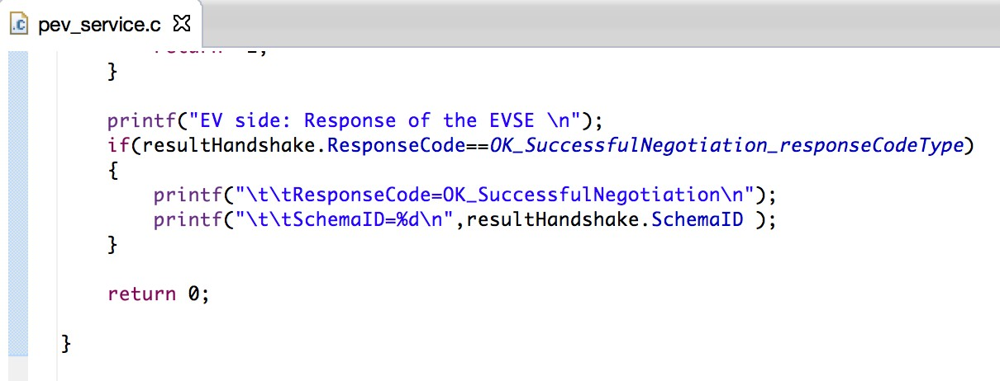 pev_service.c
}
printf("EV side: Response of the EVSE \n");
if(resultHandshake.ResponseCode==OK_SuccessfulNegotiation_responseCodeType)
{
printf("\t\tResponseCode=OK_SuccessfulNegotiation\n");
printf("\t\tSchemaID=%d\n",resultHandshake.SchemaID );
}
return 0;
}